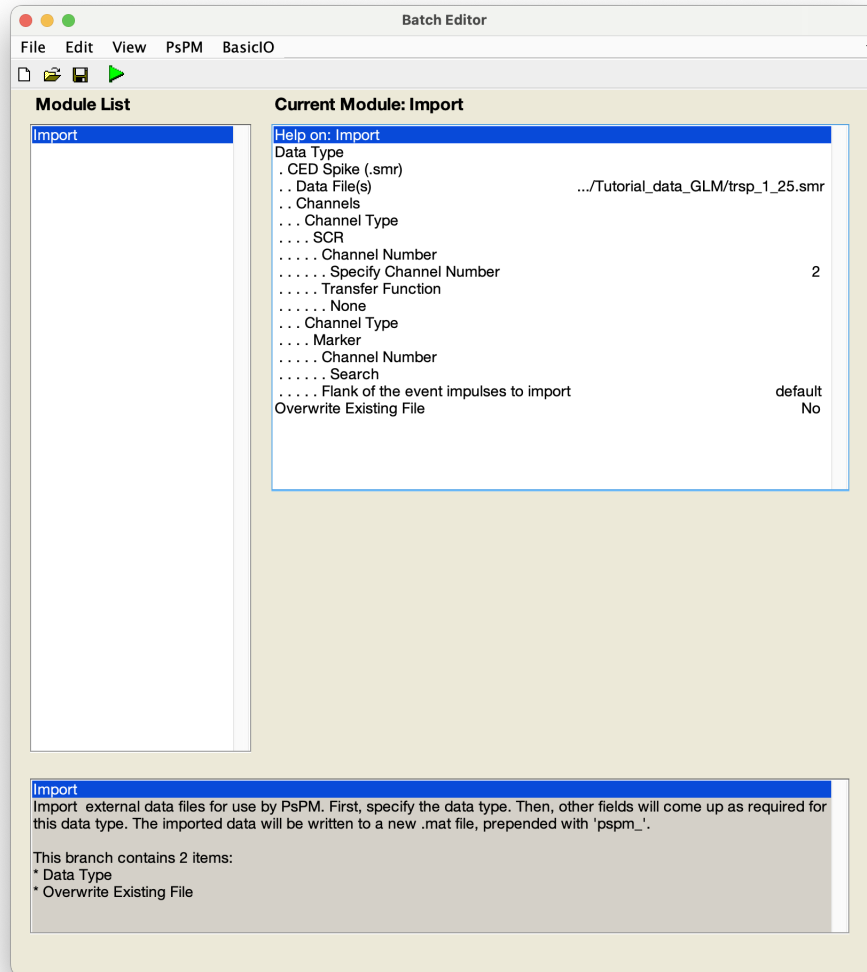 Batch Editor
File Edit View PsPM BasicIO
Module List
Import
Current Module: Import
Help on: Import
Data Type
. CED Spike (.smr)
. . Data File(s) .../Tutorial_data_GLM/trsp_1_25.smr
. . Channels
. . . Channel Type
. . . . SCR
. . . . . Channel Number
. . . . . . Specify Channel Number 2
. . . . . Transfer Function
. . . . . . None
. . . Channel Type
. . . . Marker
. . . . . Channel Number
. . . . . . Search
. . . . . Flank of the event impulses to import default
Overwrite Existing File No
Import
Import external data files for use by PsPM. First, specify the data type. Then, other fields will come up as required for
this data type. The imported data will be written to a new .mat file, prepended with 'pspm_'.
This branch contains 2 items:
* Data Type
* Overwrite Existing File